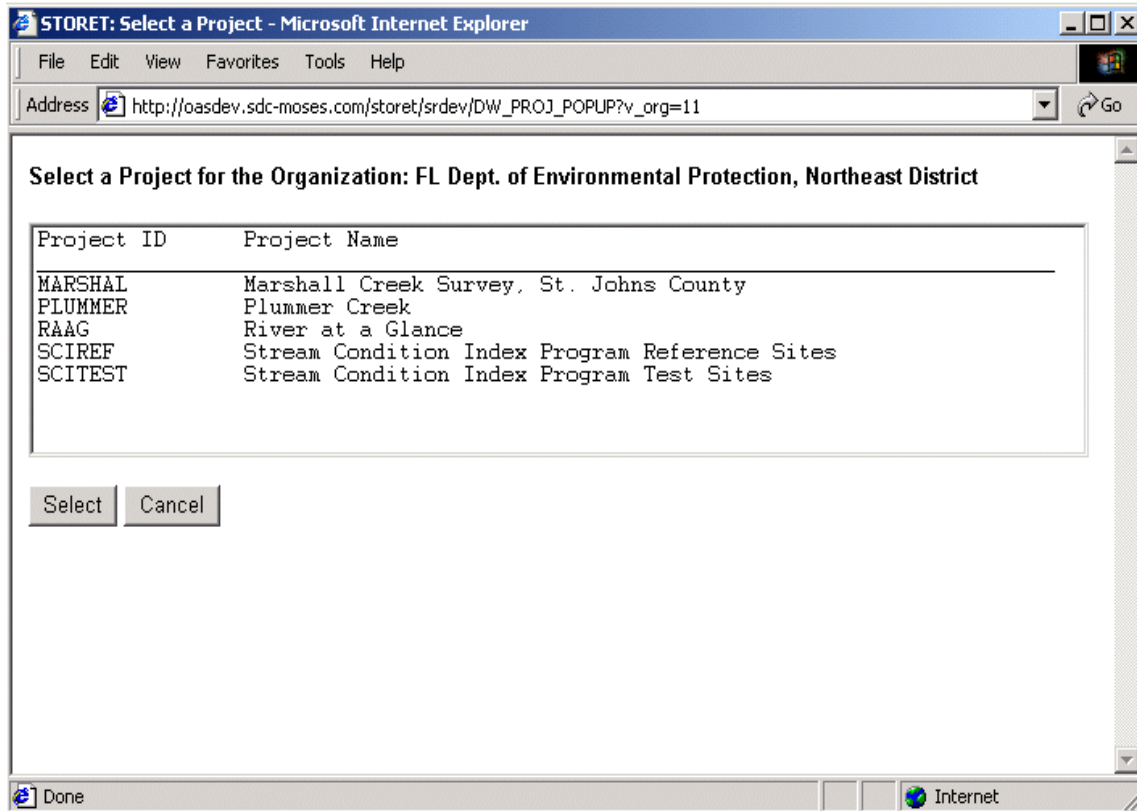 STORET: Select a Project - Microsoft Internet Explorer
File Edit View Favorites Tools Help
Address http://oasdev.sdc-moses.com/storet/srdev/DW_PROJ_POPUP?v_org=11 Go
Select a Project for the Organization: FL Dept. of Environmental Protection, Northeast District
Project ID Project Name
MARSHAL Marshall Creek Survey, St. Johns County
PLUMMER Plummer Creek
RAAG River at a Glance
SCIREF Stream Condition Index Program Reference Sites
SCITEST Stream Condition Index Program Test Sites
Select Cancel
Done Internet